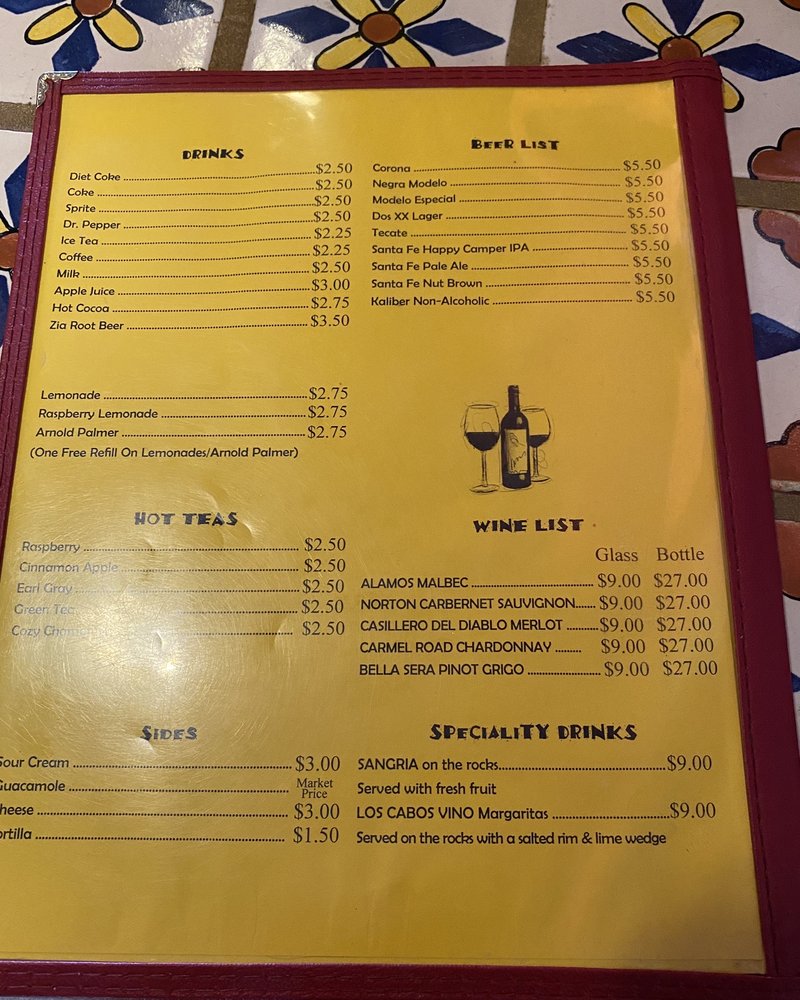 DRINKS
Diet Coke $2.50
Coke $2.50
Sprite $2.50
Dr. Pepper $2.50
Ice Tea $2.25
Coffee $2.25
Milk $2.50
Apple Juice $3.00
Hot Cocoa $2.75
Zia Root Beer $3.50
Lemonade $2.75
Raspberry Lemonade $2.75
Arnold Palmer $2.75
(One Free Refill On Lemonades/Arnold Palmer)
HOT TEAS
Raspberry $2.50
Cinnamon Apple $2.50
Earl Gray $2.50
Green Tea $2.50
Cozy $2.50
SIDES
Sour Cream $3.00
Guacamole Market Price
heese $3.00
ortilla $1.50
BEER LIST
Corona $5.50
Negra Modelo $5.50
Modelo Especial $5.50
Dos XX Lager $5.50
Tecate $5.50
Santa Fe Happy Camper IPA $5.50
Santa Fe Pale Ale $5.50
Santa Fe Nut Brown $5.50
Kaliber Non-Alcoholic $5.50
WINE LIST
Glass Bottle
ALAMOS MALBEC $9.00 $27.00
NORTON CARBERNET SAUVIGNON $9.00 $27.00
CASILLERO DEL DIABLO MERLOT $9.00 $27.00
CARMEL ROAD CHARDONNAY $9.00 $27.00
BELLA SERA PINOT GRIGO $9.00 $27.00
SPECIALITY DRINKS
SANGRIA on the rocks $9.00
Served with fresh fruit
LOS CABOS VINO Margaritas $9.00
Served on the rocks with a salted rim & lime wedge